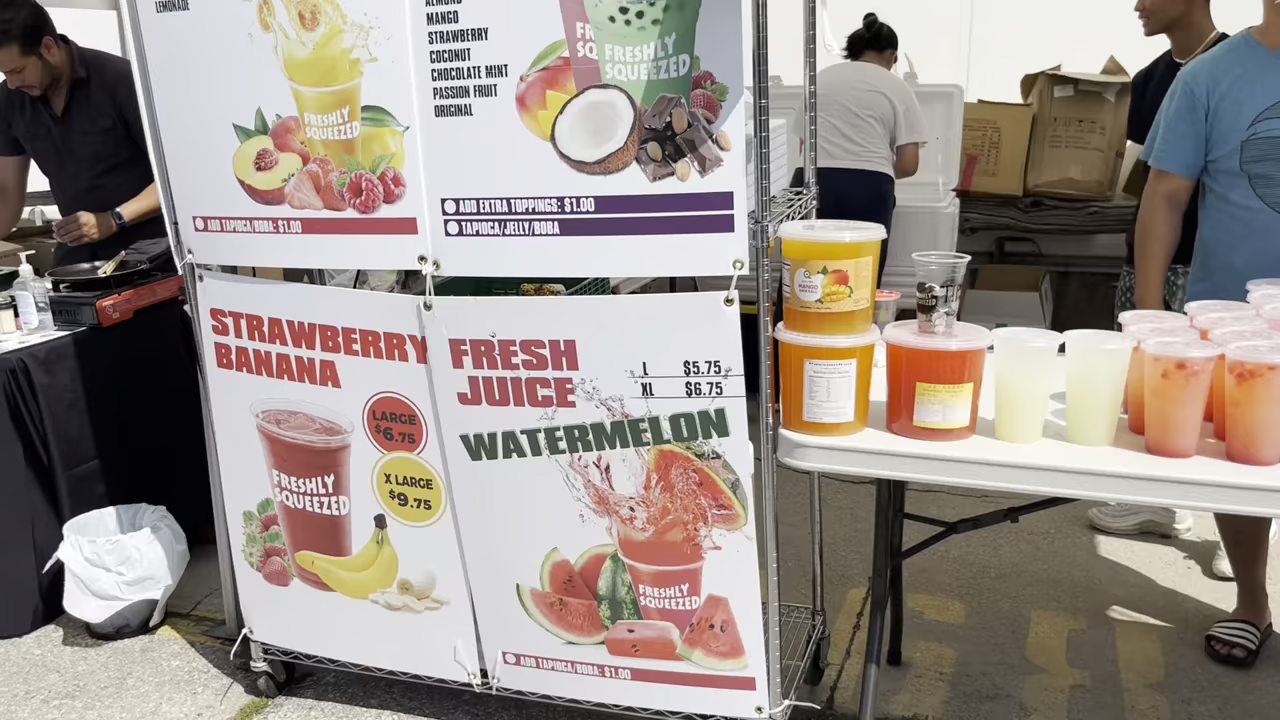 LEMONADE
FRESHLY
SQUEEZED
ADD TAPIOCA/BOBA: $1.00
ALMOND
MANGO
STRAWBERRY
COCONUT
CHOCOLATE MINT
PASSION FRUIT
ORIGINAL
FR
SQ
FRESHLY
SQUEEZED
ADD EXTRA TOPPINGS: $1.00
TAPIOCA/JELLY/BOBA
STRAWBERRY
BANANA
LARGE
$6.75
X LARGE
$9.75
FRESHLY
SQUEEZED
FRESH
JUICE
L $5.75
XL $6.75
WATERMELON
FRESHLY
SQUEEZED
ADD TAPIOCA/BOBA: $1.00
MANGO